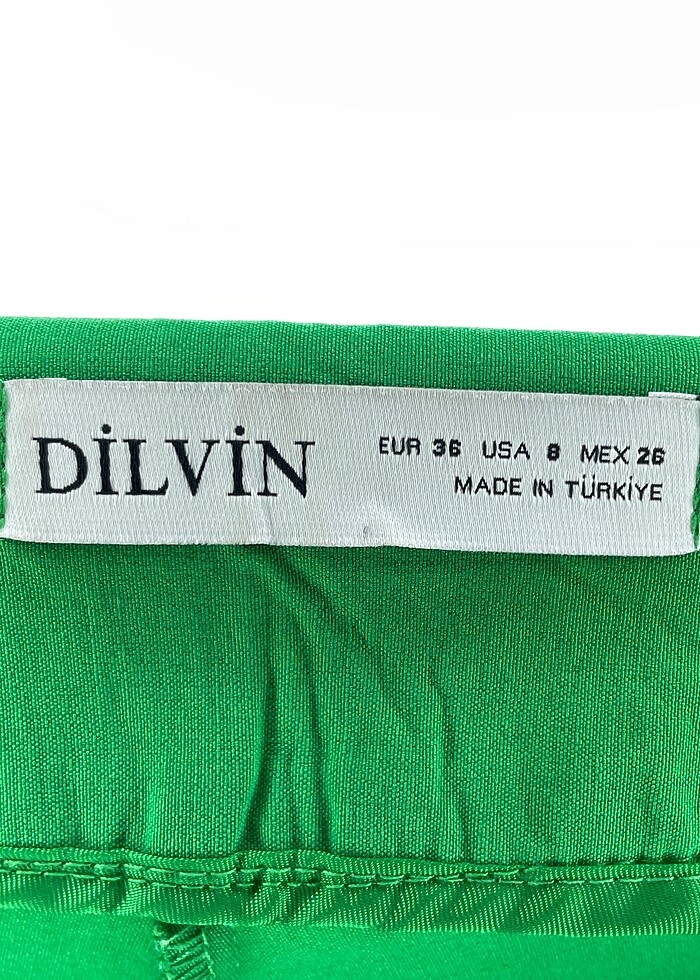 DİLVİN
EUR 36 USA 8 MEX 26
MADE IN TÜRKİYE